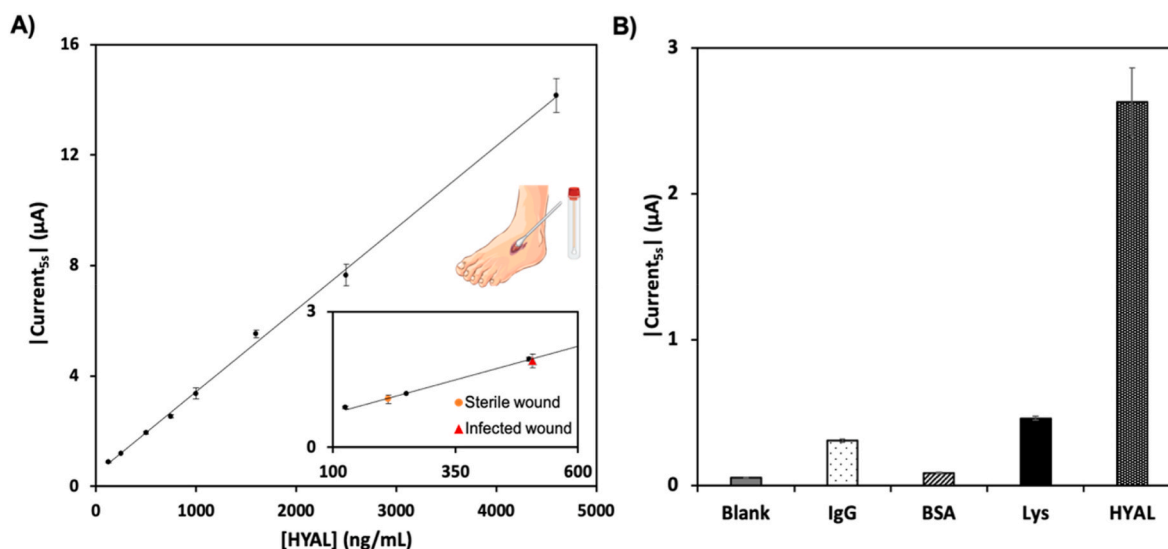 A)
16
12
8
4
0
|Current5s| (µA)
3
0
Sterile wound
Infected wound
100 350 600
0 1000 2000 3000 4000 5000
[HYAL] (ng/mL)
B)
3
2
1
0
|Current5s| (µA)
Blank IgG BSA Lys HYAL